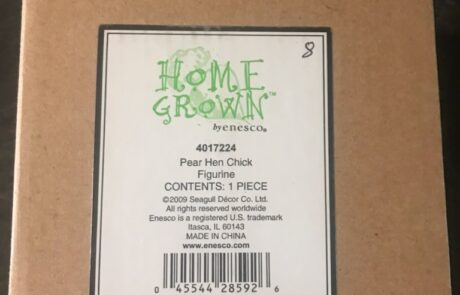 8
HOME
GROWN™
by enesco®
4017224
Pear Hen Chick
Figurine
CONTENTS: 1 PIECE
©2009 Seagull Décor Co. Ltd.
All rights reserved worldwide
Enesco is a registered U.S. trademark
Itasca, IL 60143
MADE IN CHINA
www.enesco.com
0 45544 28592 6